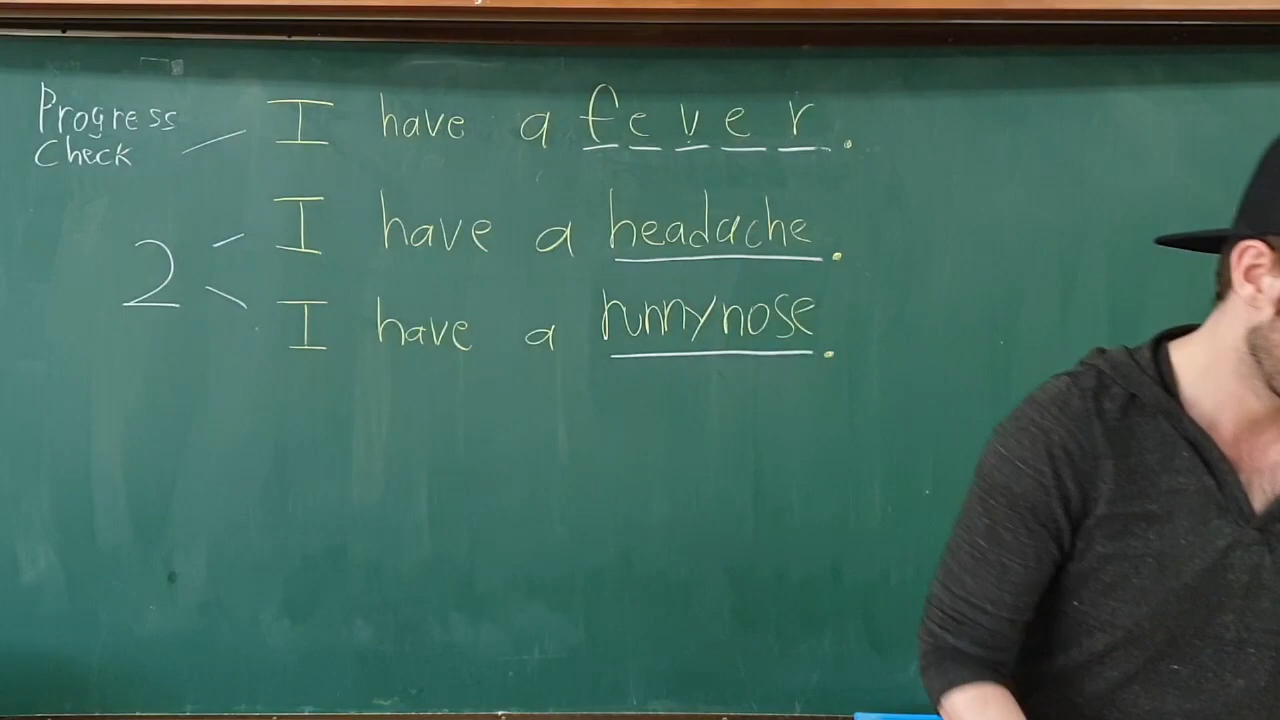 Progress
Check
I have a fever.
2
I have a headache.
I have a runnynose.